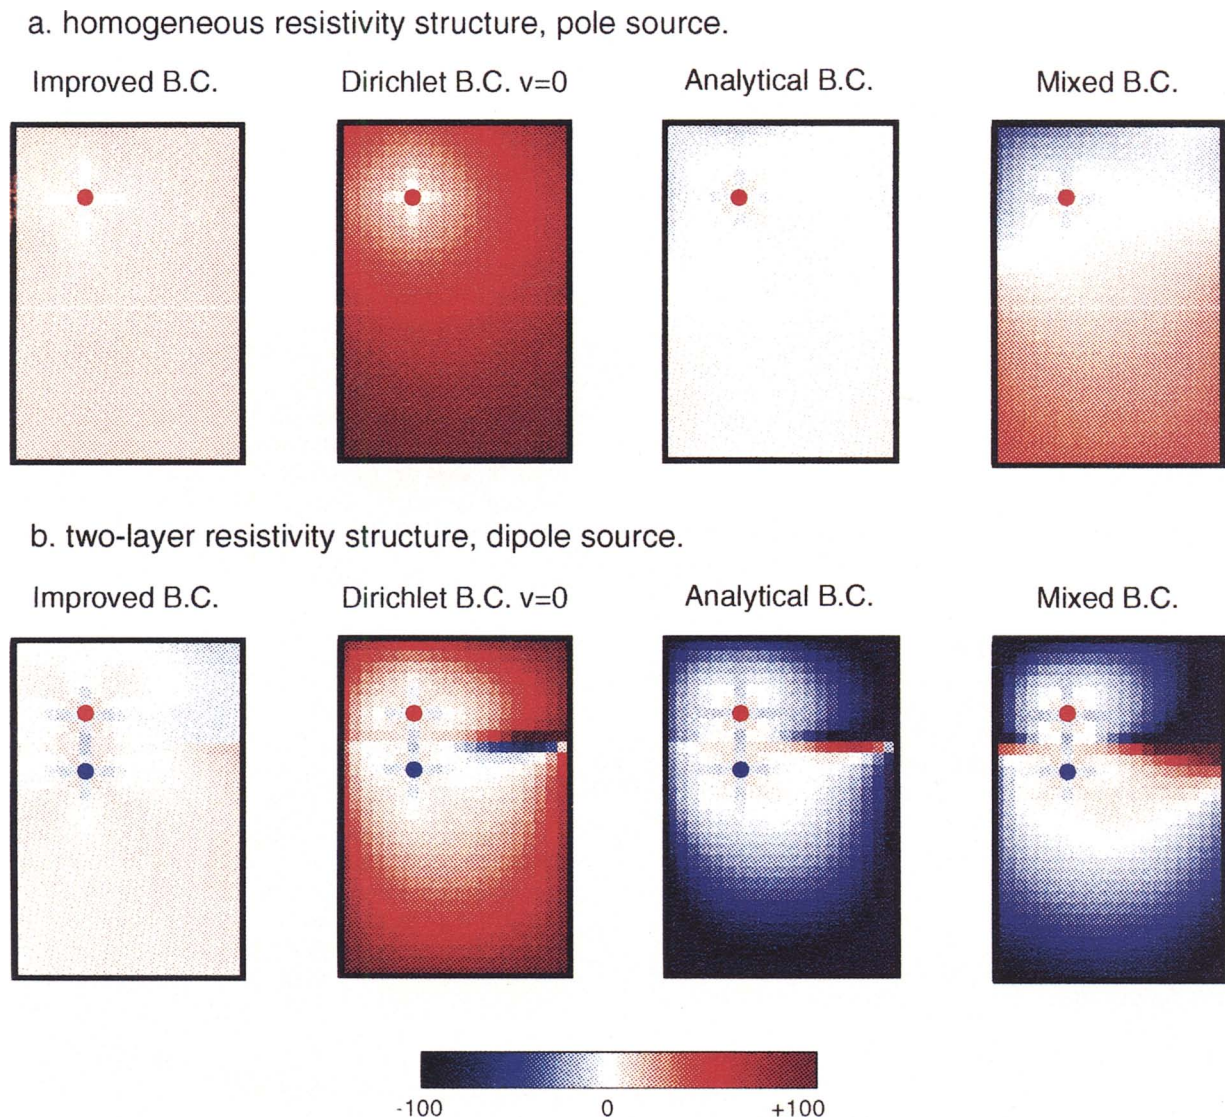 a. homogeneous resistivity structure, pole source.
Improved B.C. Dirichlet B.C. v=0 Analytical B.C. Mixed B.C.
b. two-layer resistivity structure, dipole source.
Improved B.C. Dirichlet B.C. v=0 Analytical B.C. Mixed B.C.
-100 0 +100